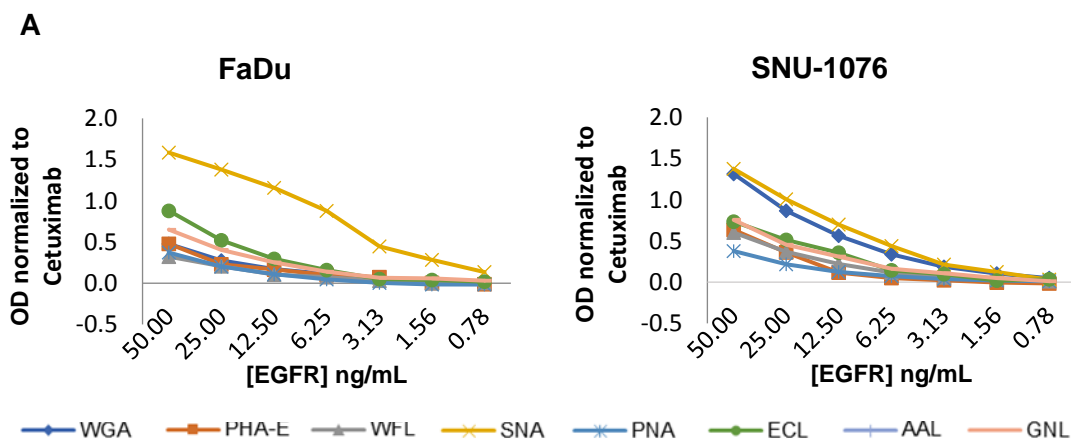 A
FaDu
SNU-1076
OD normalized to
Cetuximab
2.0
1.5
1.0
0.5
0.0
-0.5
50.00 25.00 12.50 6.25 3.13 1.56 0.78
[EGFR] ng/mL
OD normalized to
Cetuximab
2.0
1.5
1.0
0.5
0.0
-0.5
50.00 25.00 12.50 6.25 3.13 1.56 0.78
[EGFR] ng/mL
WGA PHA-E WFL SNA PNA ECL AAL GNL